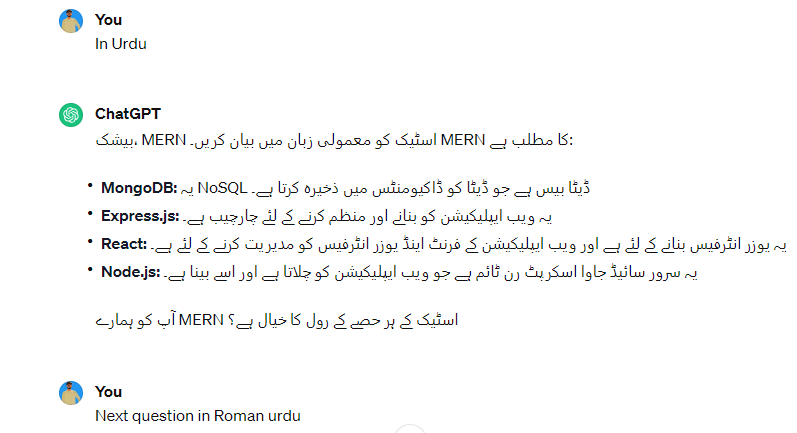 You
In Urdu
ChatGPT
بیشک، MERN اسٹیک کو معمولی زبان میں بیان کریں۔ MERN کا مطلب ہے:
• MongoDB: یہ NoSQL ڈیٹا بیس ہے جو ڈیٹا کو ڈاکیومنٹس میں ذخیرہ کرتا ہے۔
• Express.js: یہ ویب ایپلیکیشن کو بنانے اور منظم کرنے کے لئے چارچیب ہے۔
• React: یہ یوزر انٹرفیس بنانے کے لئے ہے اور ویب ایپلیکیشن کے فرنٹ اینڈ یوزر انٹرفیس کو مدیریت کرنے کے لئے ہے۔
• Node.js: یہ سرور سائیڈ جاوا اسکرپٹ رن ٹائم ہے جو ویب ایپلیکیشن کو چلاتا ہے اور اسے بینا ہے۔
آپ کو ہمارے MERN اسٹیک کے ہر حصے کے رول کا خیال ہے؟
You
Next question in Roman urdu